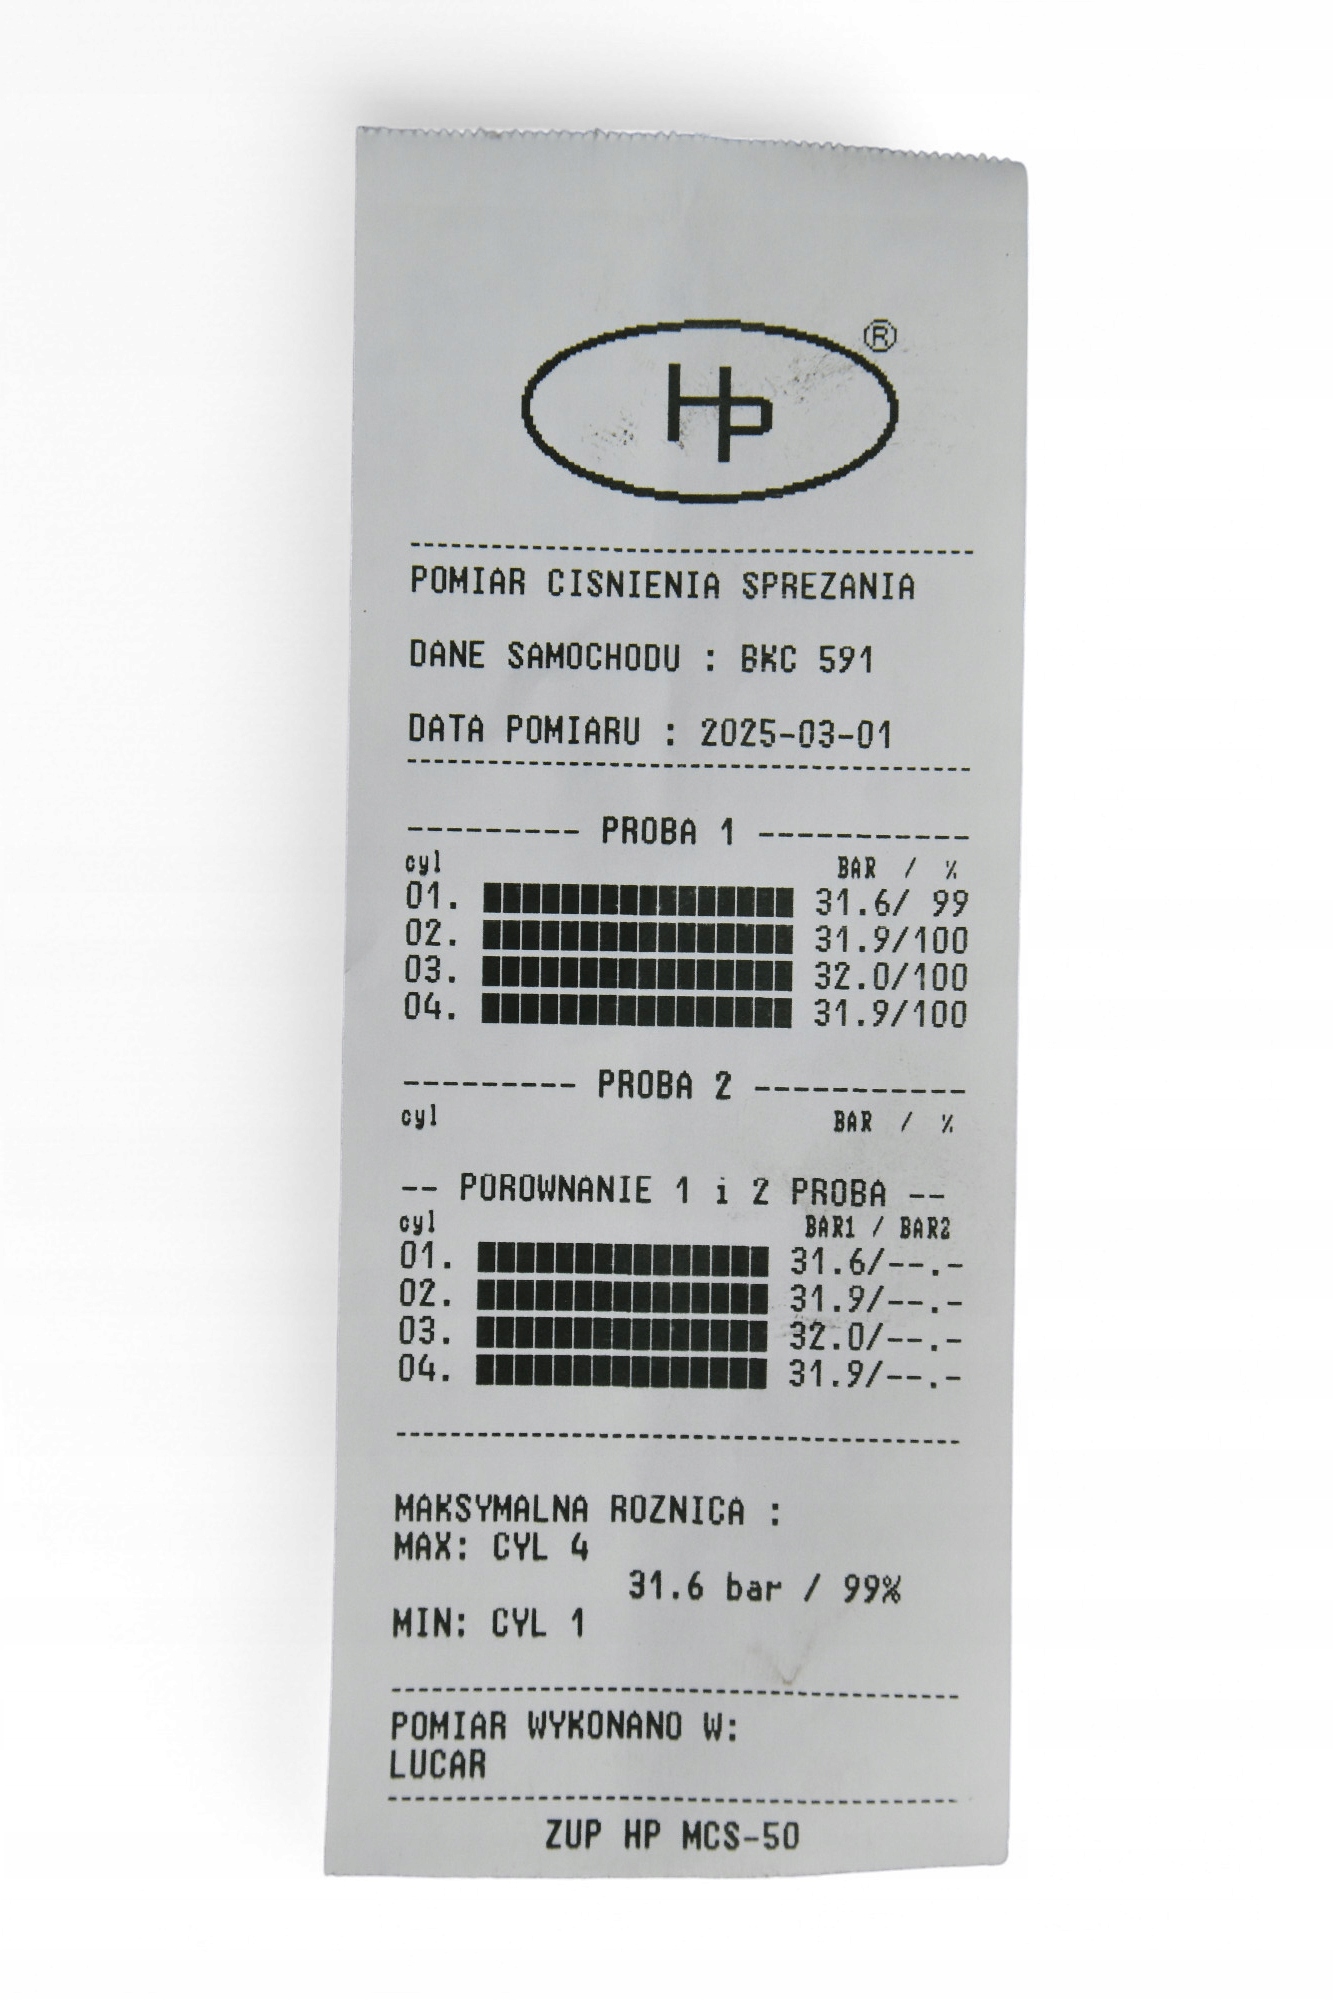 HP ®
POMIAR CISNIENIA SPREZANIA
DANE SAMOCHODU : BKC 591
DATA POMIARU : 2025-03-01
--------- PROBA 1 -----------
cyl BAR / %
01. 31.6/ 99
02. 31.9/100
03. 32.0/100
04. 31.9/100
--------- PROBA 2 -----------
cyl BAR / %
-- POROWNANIE 1 i 2 PROBA --
cyl BAR1 / BAR2
01. 31.6/--.-
02. 31.9/--.-
03. 32.0/--.-
04. 31.9/--.-
MAKSYMALNA ROZNICA :
MAX: CYL 4
31.6 bar / 99%
MIN: CYL 1
POMIAR WYKONANO W:
LUCAR
ZUP HP MCS-50